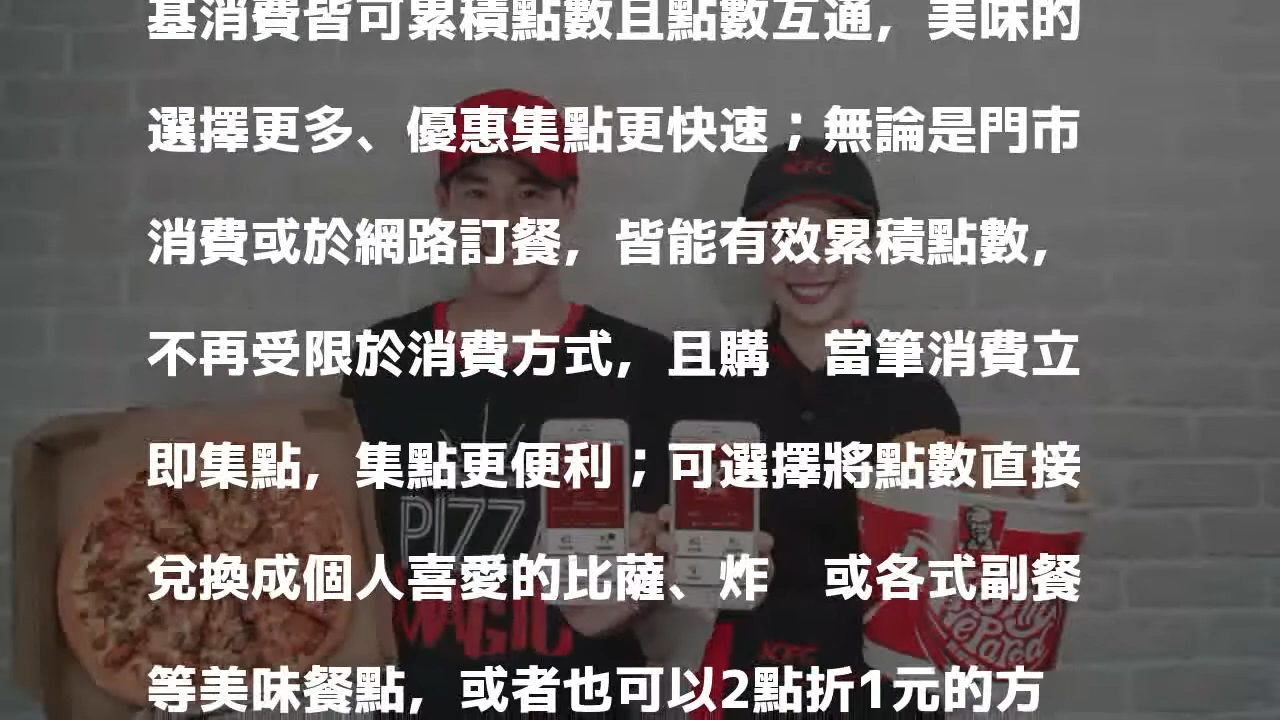 基消費皆可累積點數且點數互通，美味的
選擇更多、優惠集點更快速；無論是門市
消費或於網路訂餐，皆能有效累積點數，
不再受限於消費方式，且購　當筆消費立
即集點，集點更便利；可選擇將點數直接
兌換成個人喜愛的比薩、炸　或各式副餐
等美味餐點，或者也可以2點折1元的方
KFC
PIZZA
MAGIC
KFC